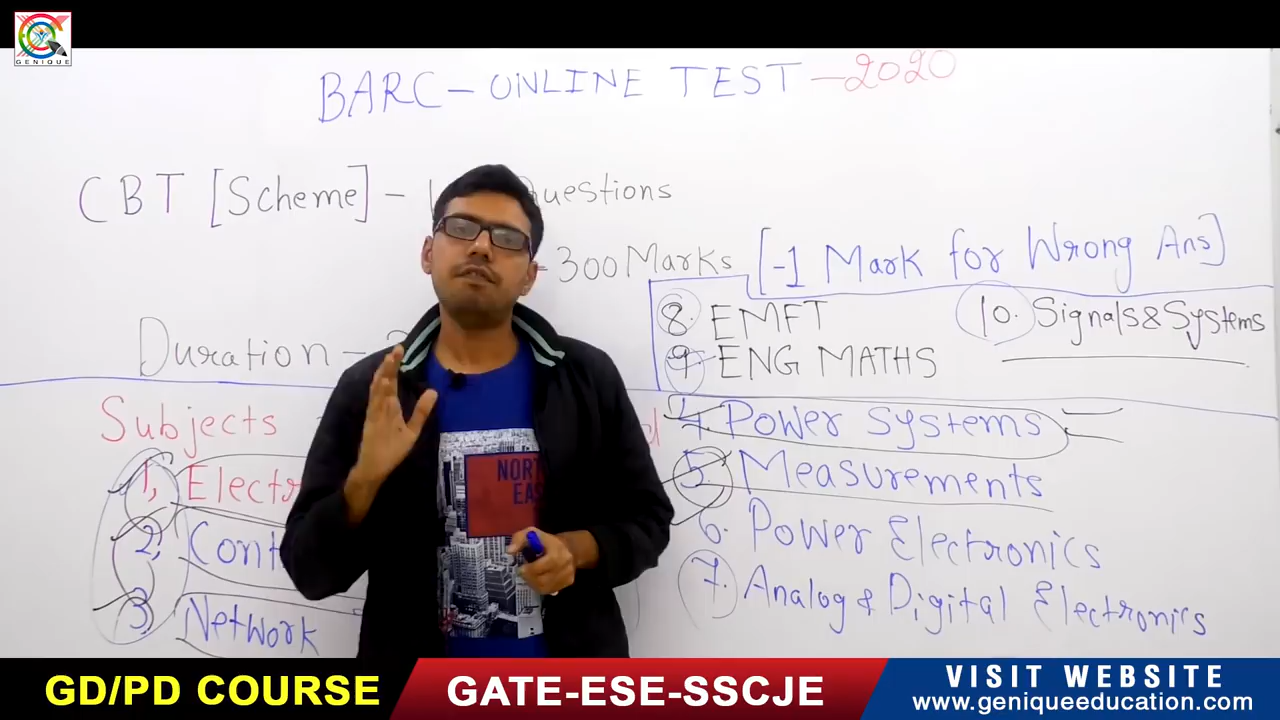 GENIQUE
BARC - ONLINE TEST - 2020
CBT [Scheme] - Questions
- 300 Marks [-1 Mark for Wrong Ans]
Duration -
8. EMFT
9. ENG MATHS
10. Signals & Systems
Subjects
1, Electr
2, Cont
3, Network
4. Power Systems
5. Measurements
6. Power Electronics
7. Analog & Digital Electronics
NORT
EAS
GD/PD COURSE
GATE-ESE-SSCJE
VISIT WEBSITE
www.geniqueeducation.com